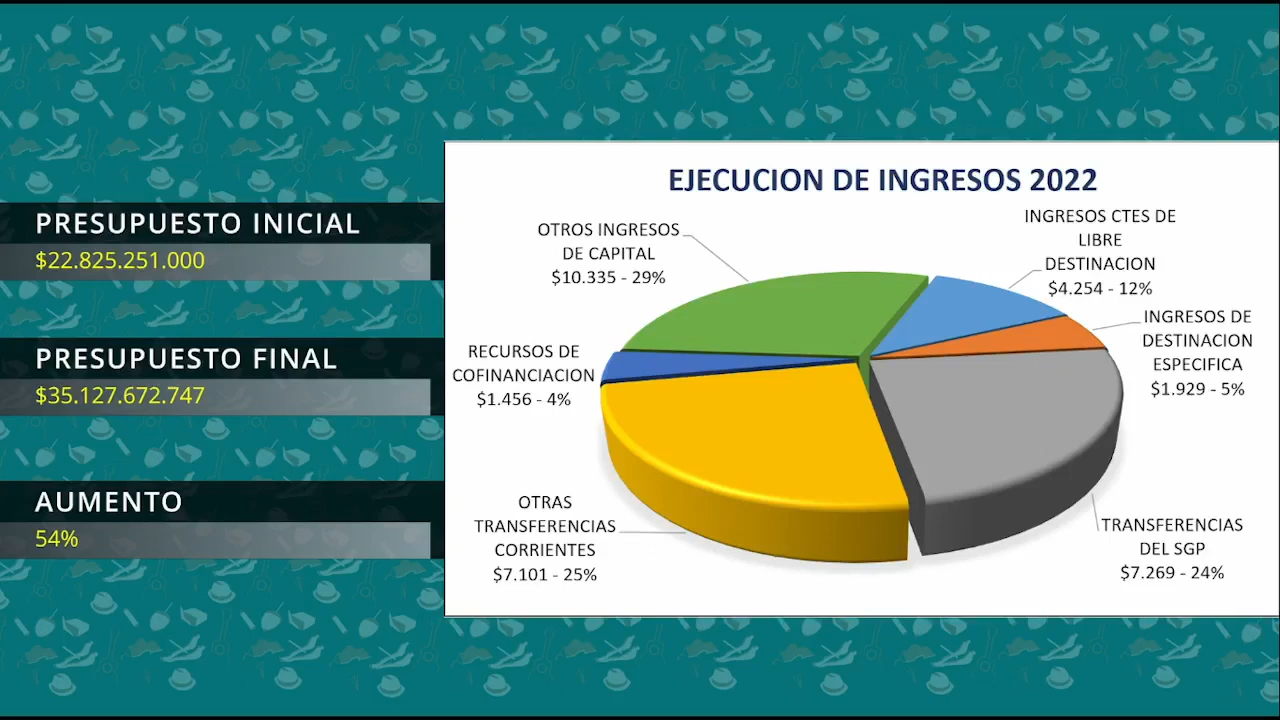 PRESUPUESTO INICIAL
$22.825.251.000
PRESUPUESTO FINAL
$35.127.672.747
AUMENTO
54%
EJECUCION DE INGRESOS 2022
OTROS INGRESOS
DE CAPITAL
$10.335 - 29%
INGRESOS CTES DE
LIBRE
DESTINACION
$4.254 - 12%
INGRESOS DE
DESTINACION
ESPECIFICA
$1.929 - 5%
RECURSOS DE
COFINANCIACION
$1.456 - 4%
OTRAS
TRANSFERENCIAS
CORRIENTES
$7.101 - 25%
TRANSFERENCIAS
DEL SGP
$7.269 - 24%